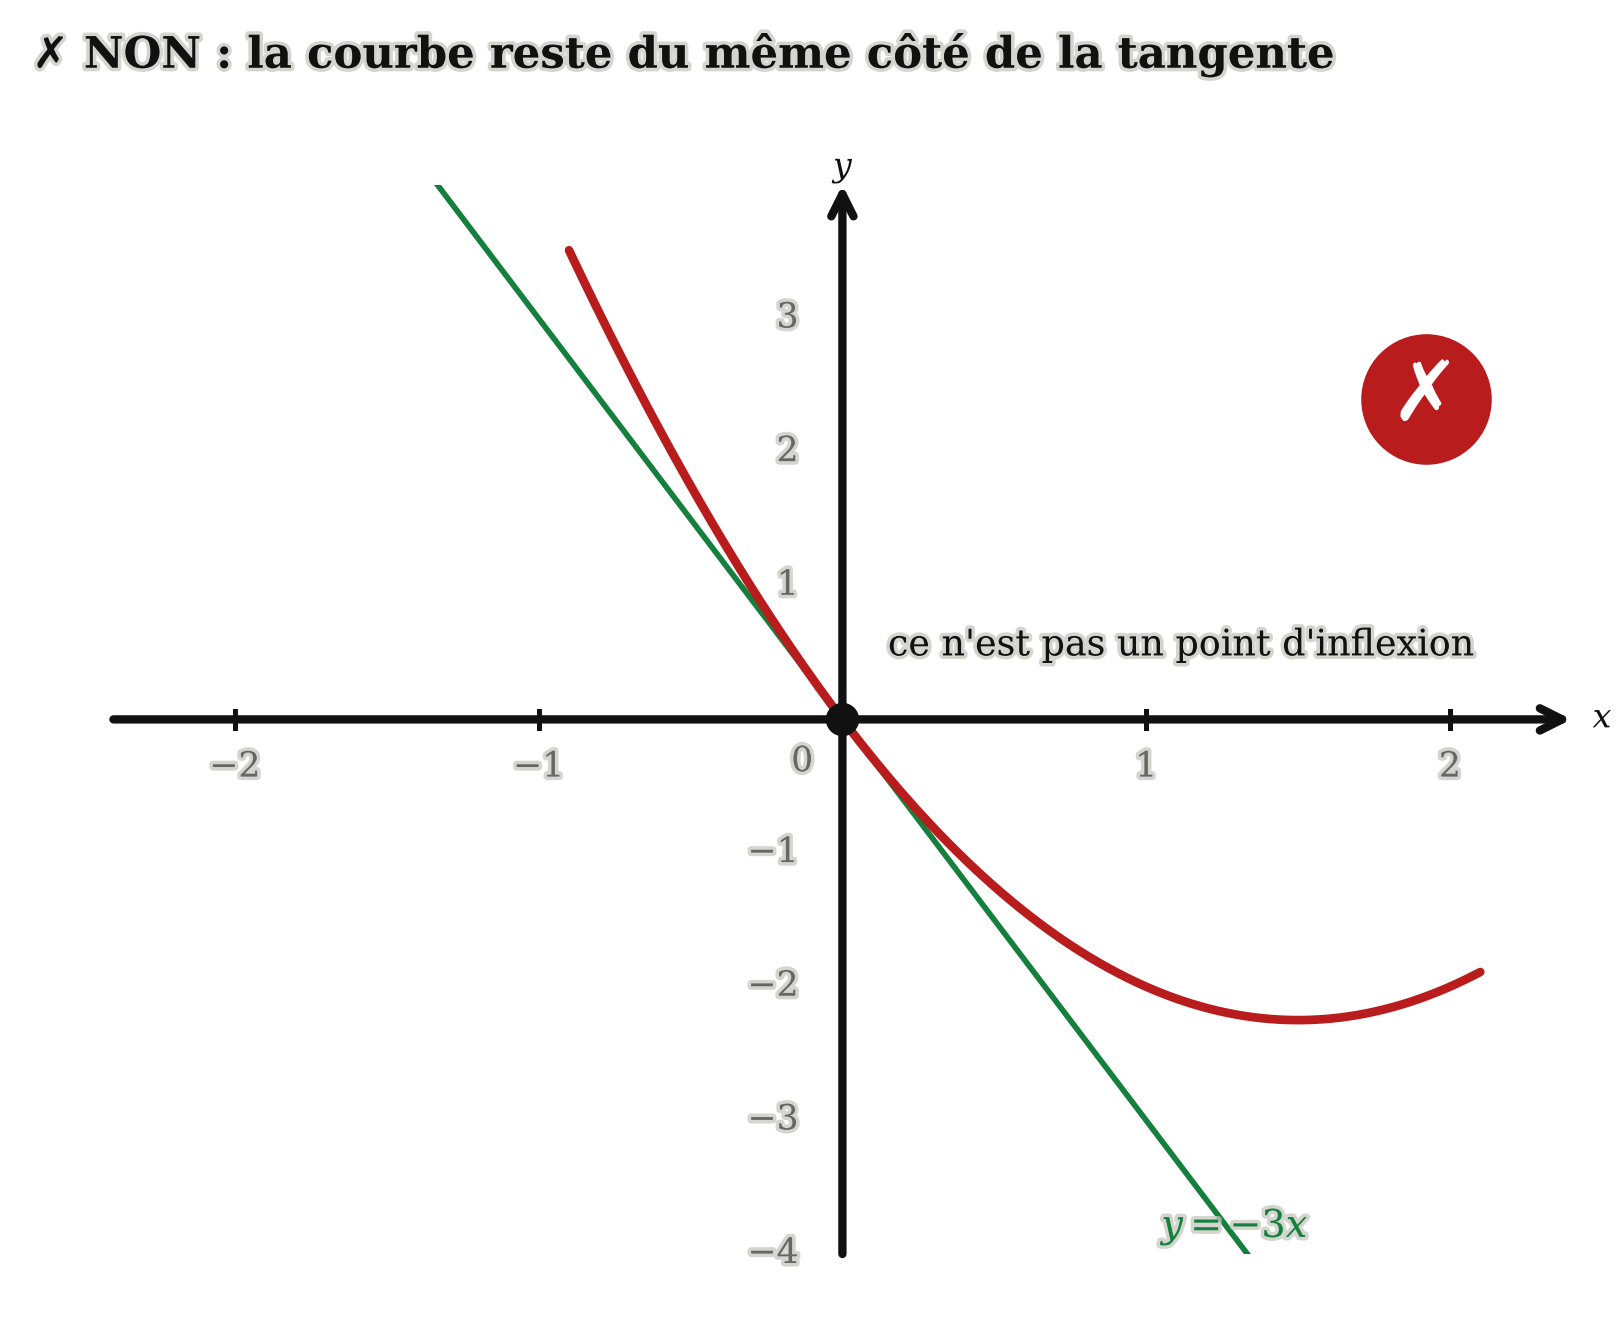 ✗ NON : la courbe reste du même côté de la tangente
y
3
2
✗
1
ce n'est pas un point d'inflexion
x
−2
−1
0
1
2
−1
−2
−3
y = −3x
−4